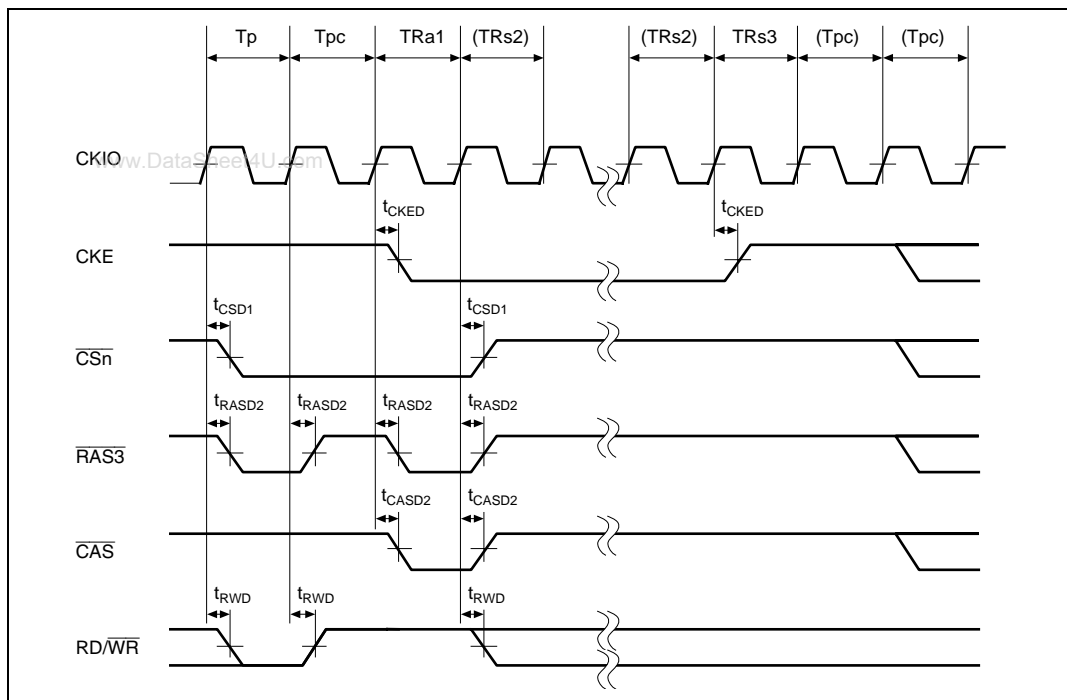 Tp Tpc TRa1 (TRs2) (TRs2) TRs3 (Tpc) (Tpc)
CKIO
www.DataSheet4U.com
tCKED tCKED
CKE
tCSD1 tCSD1
CSn
tRASD2 tRASD2 tRASD2 tRASD2
RAS3
tCASD2 tCASD2
CAS
tRWD tRWD tRWD
RD/WR